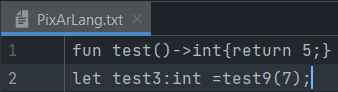 PixArLang.txt
1 fun test()->int{return 5;}
2 let test3:int =test9(7);